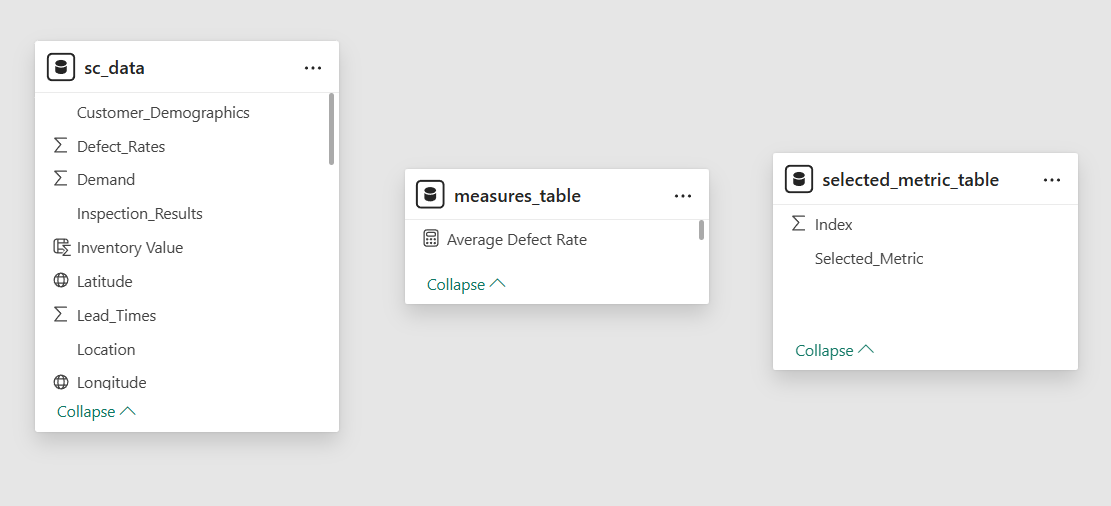 sc_data
Customer_Demographics
Defect_Rates
Demand
Inspection_Results
Inventory Value
Latitude
Lead_Times
Location
Longitude
Collapse
measures_table
Average Defect Rate
Collapse
selected_metric_table
Index
Selected_Metric
Collapse